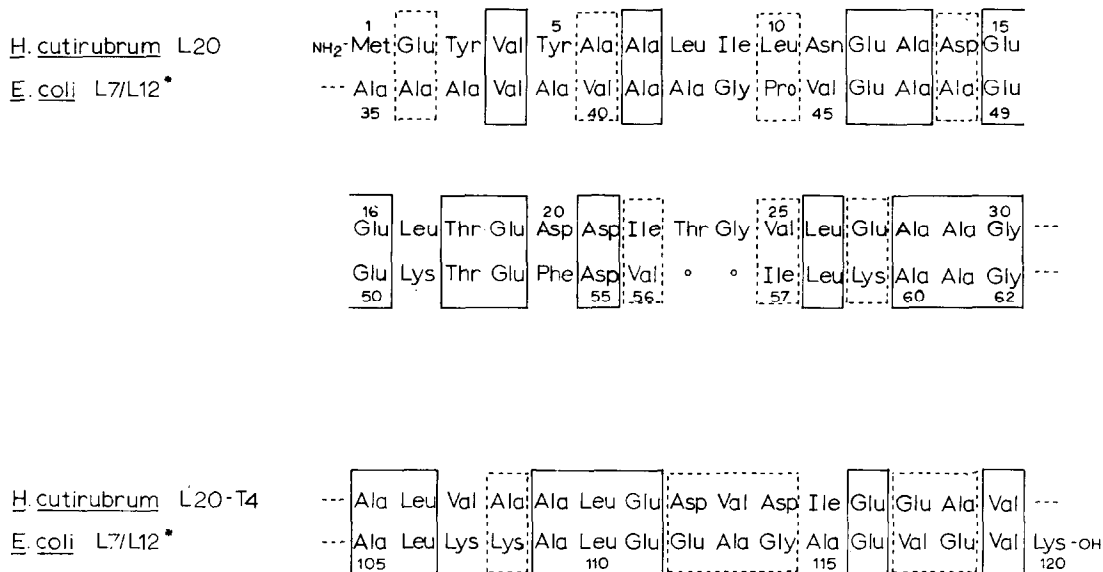 1 5 10 15
H. cutirubrum L20 NH2-Met Glu Tyr Val Tyr Ala Ala Leu Ile Leu Asn Glu Ala Asp Glu
E. coli L7/L12* --- Ala Ala Ala Val Ala Val Ala Ala Gly Pro Val Glu Ala Ala Glu
35 40 45 49
16 20 25 30
Glu Leu Thr Glu Asp Asp Ile Thr Gly Val Leu Glu Ala Ala Gly ---
Glu Lys Thr Glu Phe Asp Val ° ° Ile Leu Lys Ala Ala Gly ---
50 55 56 57 60 62
H. cutirubrum L20-T4 --- Ala Leu Val Ala Ala Leu Glu Asp Val Asp Ile Glu Glu Ala Val ---
E. coli L7/L12* --- Ala Leu Lys Lys Ala Leu Glu Glu Ala Gly Ala Glu Val Glu Val Lys-OH
105 110 115 120